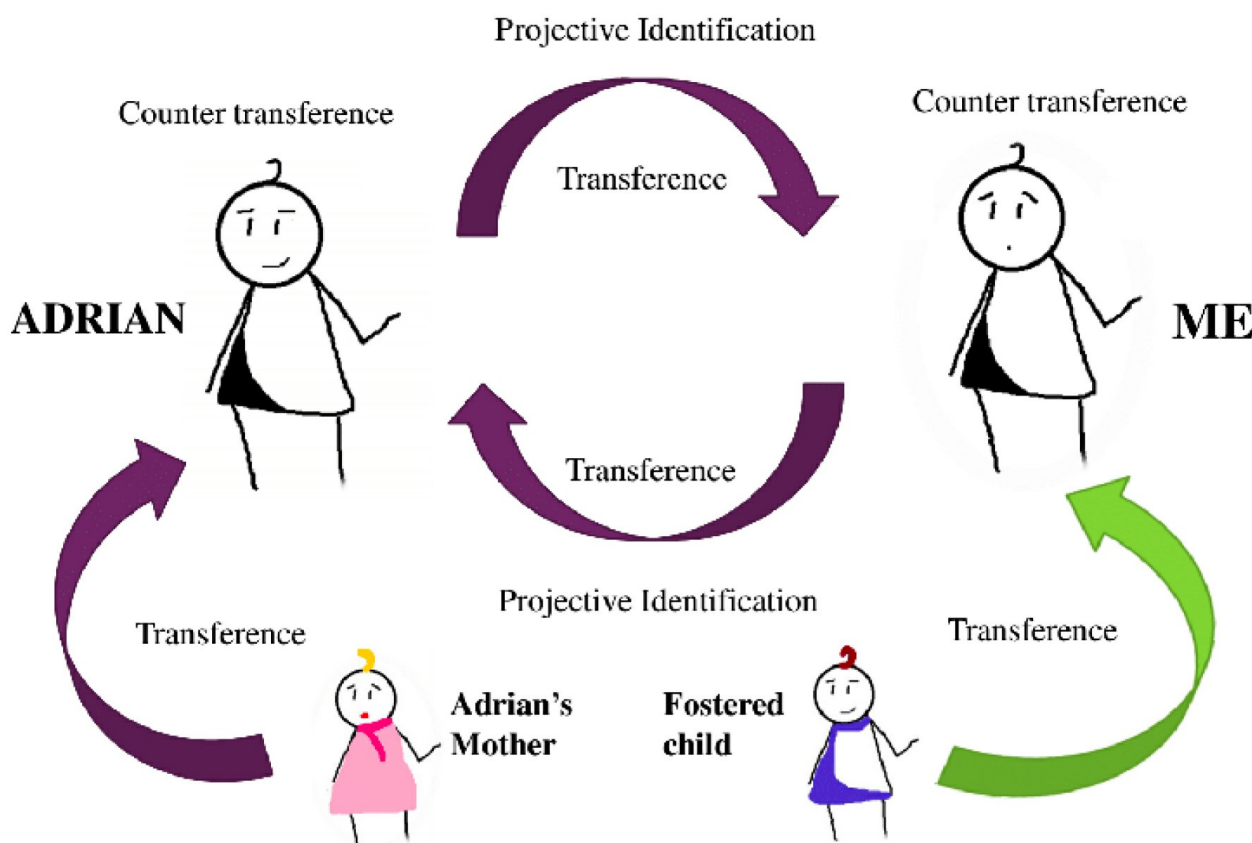 Projective Identification
Counter transference
Counter transference
Transference
ADRIAN
ME
Transference
Projective Identification
Transference
Transference
Adrian's
Mother
Fostered
child